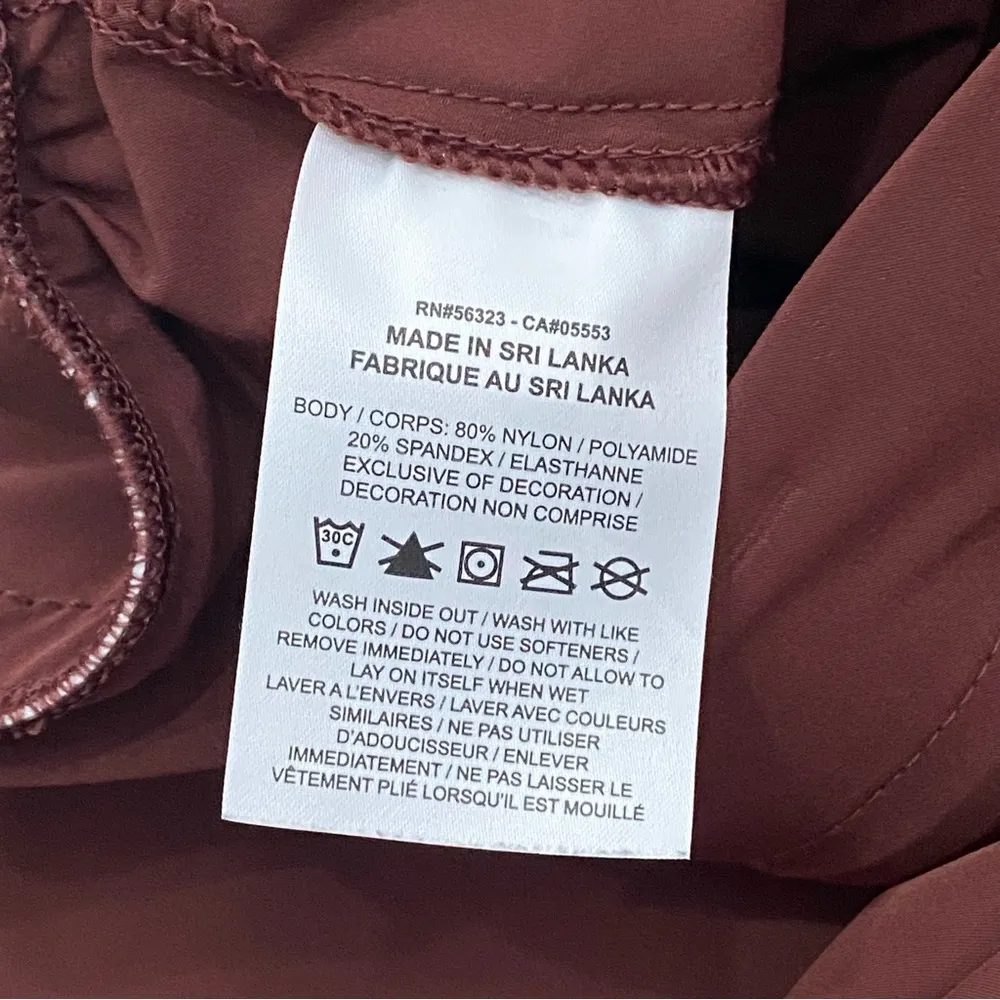 RN#56323 - CA#05553
MADE IN SRI LANKA
FABRIQUE AU SRI LANKA
BODY / CORPS: 80% NYLON / POLYAMIDE
20% SPANDEX / ELASTHANNE
EXCLUSIVE OF DECORATION /
DECORATION NON COMPRISE
30C
WASH INSIDE OUT / WASH WITH LIKE
COLORS / DO NOT USE SOFTENERS /
REMOVE IMMEDIATELY / DO NOT ALLOW TO
LAY ON ITSELF WHEN WET
LAVER A L'ENVERS / LAVER AVEC COULEURS
SIMILAIRES / NE PAS UTILISER
D'ADOUCISSEUR / ENLEVER
IMMEDIATEMENT / NE PAS LAISSER LE
VÊTEMENT PLIÉ LORSQU'IL EST MOUILLÉ